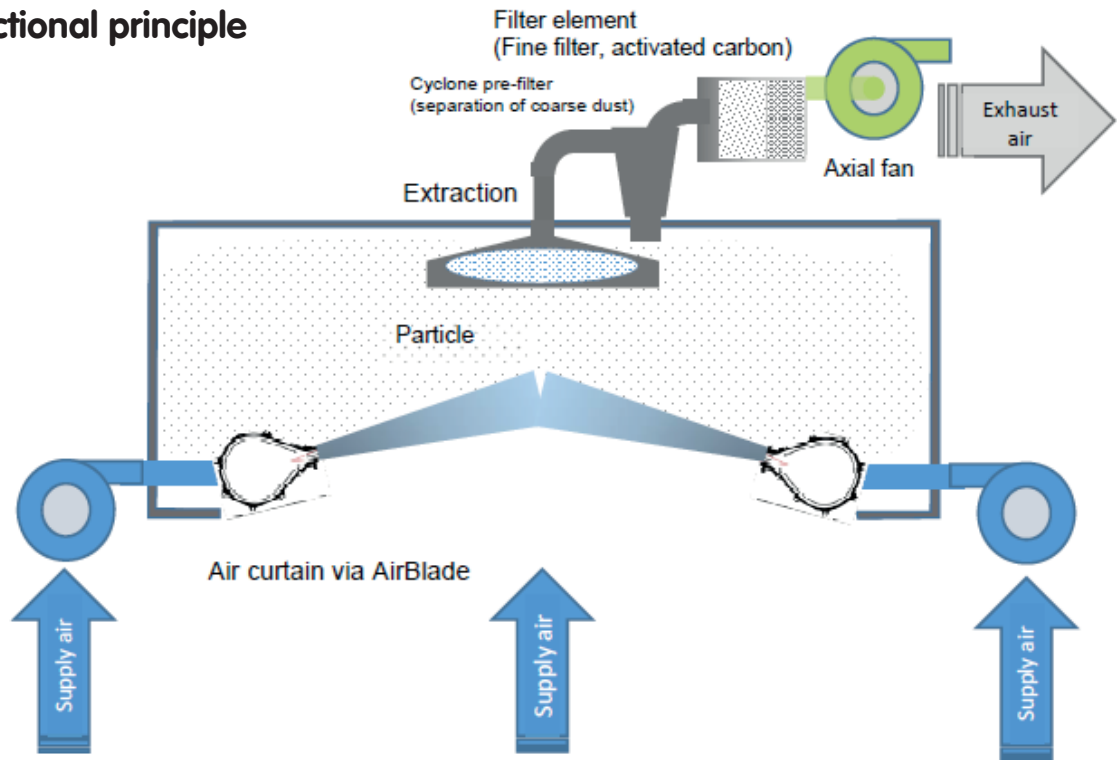 ctional principle
Filter element
(Fine filter, activated carbon)
Cyclone pre-filter
(separation of coarse dust)
Exhaust
air
Axial fan
Extraction
Particle
Air curtain via AirBlade
Supply air
Supply air
Supply air